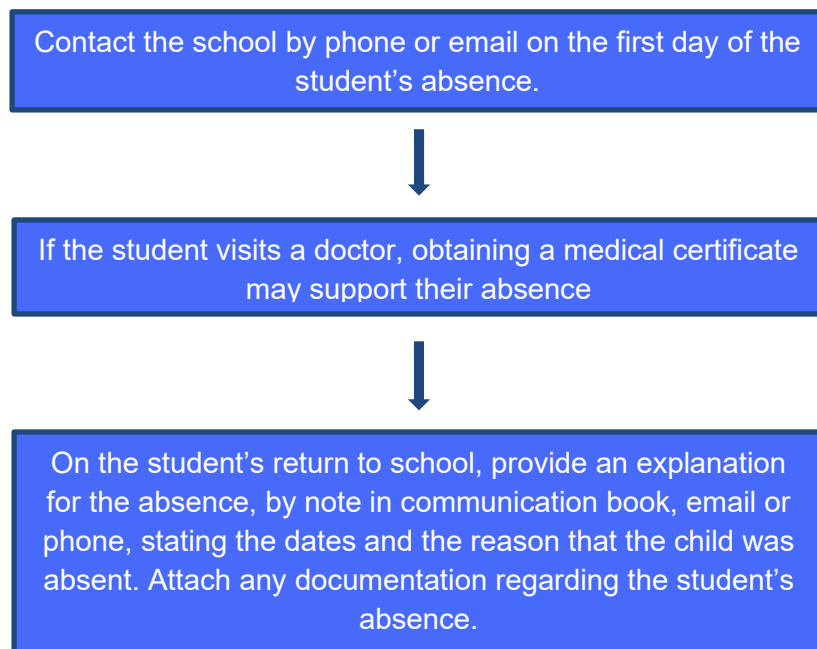 Contact the school by phone or email on the first day of the
student’s absence.
If the student visits a doctor, obtaining a medical certificate
may support their absence
On the student’s return to school, provide an explanation
for the absence, by note in communication book, email or
phone, stating the dates and the reason that the child was
absent. Attach any documentation regarding the student’s
absence.